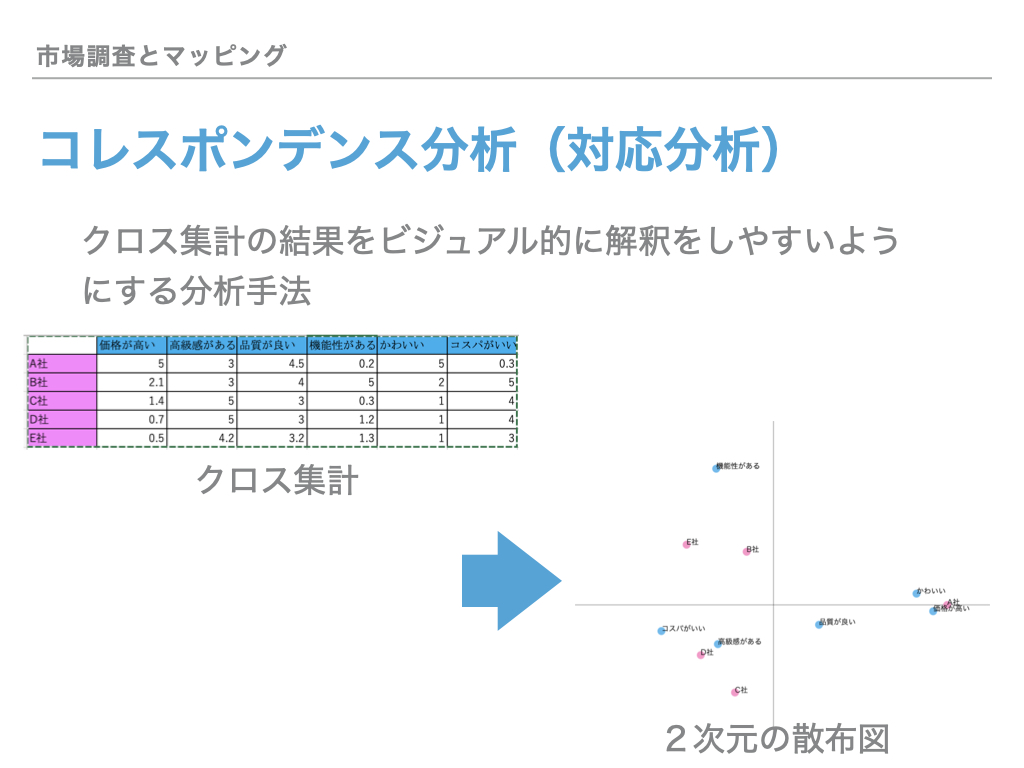 市場調査とマッピング
コレスポンデンス分析（対応分析）
クロス集計の結果をビジュアル的に解釈をしやすいよう
にする分析手法
価格が高い 高級感がある 品質が良い 機能性がある かわいい コスパがいい
A社 5 3 4.5 0.2 5 0.3
B社 2.1 3 4 5 2 5
C社 1.4 5 3 0.3 1 4
D社 0.7 5 3 1.2 1 4
E社 0.5 4.2 3.2 1.3 1 3
クロス集計
機能性がある
E社
B社
かわいい
A社
価格が高い
品質が良い
コスパがいい
高級感がある
D社
C社
２次元の散布図